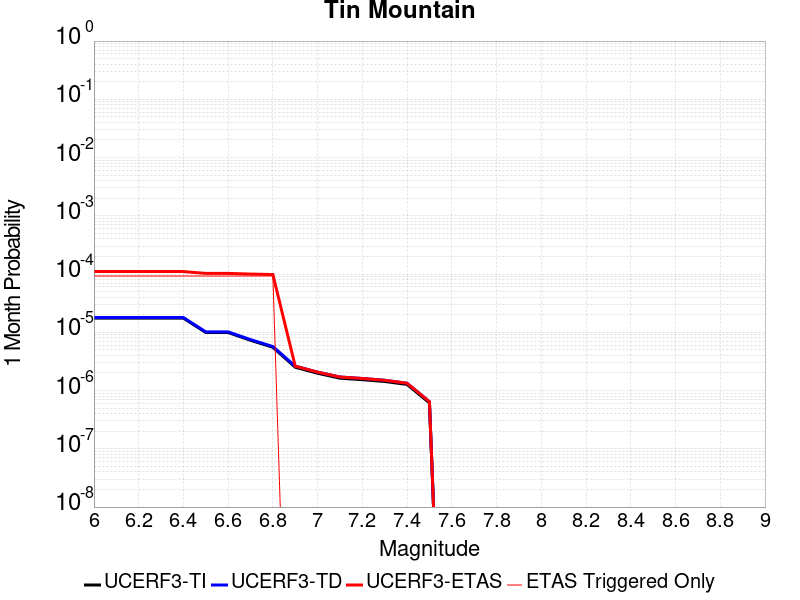 Tin Mountain
1 Month Probability
10^0
10^-1
10^-2
10^-3
10^-4
10^-5
10^-6
10^-7
10^-8
6 6.2 6.4 6.6 6.8 7 7.2 7.4 7.6 7.8 8 8.2 8.4 8.6 8.8 9
Magnitude
UCERF3-TI UCERF3-TD UCERF3-ETAS ETAS Triggered Only